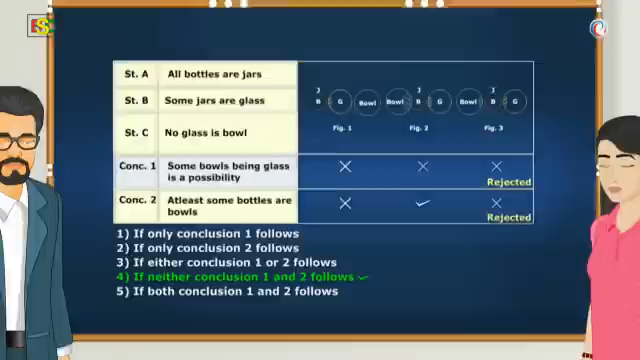 St. A All bottles are jars
St. B Some jars are glass
St. C No glass is bowl
J B G Bowl Bowl J B G Bowl J B G
Fig. 1 Fig. 2 Fig. 3
Conc. 1 Some bowls being glass
is a possibility
Rejected
Conc. 2 Atleast some bottles are
bowls
Rejected
1) If only conclusion 1 follows
2) If only conclusion 2 follows
3) If either conclusion 1 or 2 follows
4) If neither conclusion 1 and 2 follows
5) If both conclusion 1 and 2 follows